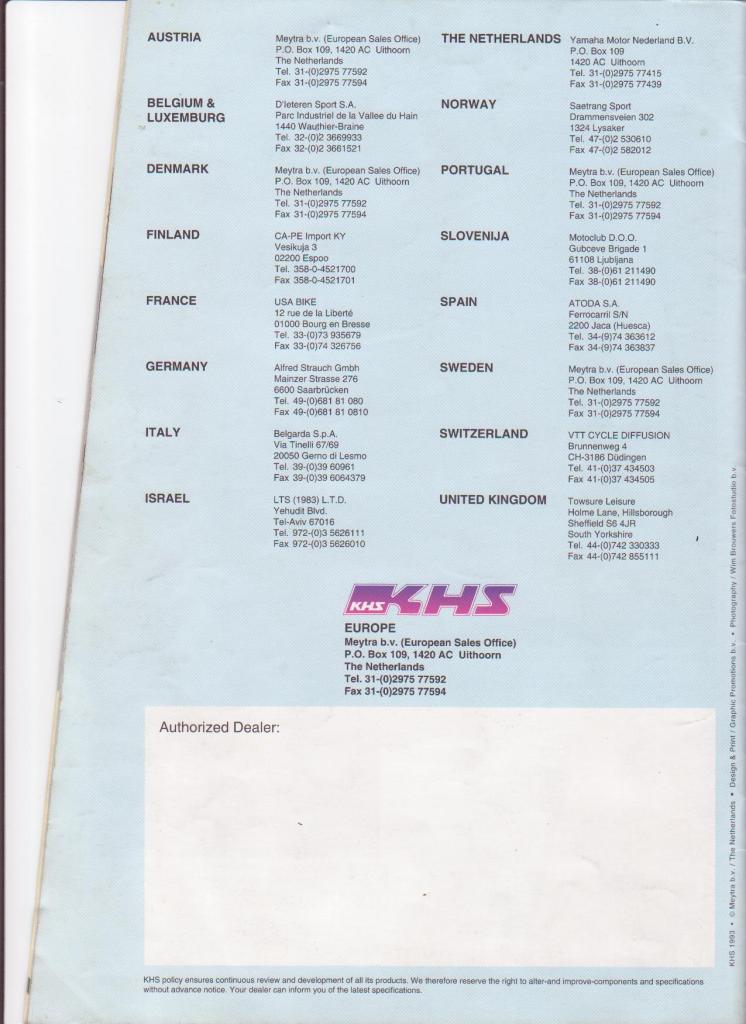 AUSTRIA
Meytra b.v. (European Sales Office)
P.O. Box 109, 1420 AC Uithoorn
The Netherlands
Tel. 31-(0)2975 77592
Fax 31-(0)2975 77594
BELGIUM &
LUXEMBURG
D'Ieteren Sport S.A.
Parc Industriel de la Vallee du Hain
1440 Wauthier-Braine
Tel. 32-(0)2 3669933
Fax 32-(0)2 3661521
DENMARK
Meytra b.v. (European Sales Office)
P.O. Box 109, 1420 AC Uithoorn
The Netherlands
Tel. 31-(0)2975 77592
Fax 31-(0)2975 77594
FINLAND
CA-PE Import KY
Vesikuja 3
02200 Espoo
Tel. 358-0-4521700
Fax 358-0-4521701
FRANCE
USA BIKE
12 rue de la Liberté
01000 Bourg en Bresse
Tel. 33-(0)73 935679
Fax 33-(0)74 326756
GERMANY
Alfred Strauch Gmbh
Mainzer Strasse 276
6600 Saarbrücken
Tel. 49-(0)681 81 080
Fax 49-(0)681 81 0810
ITALY
Belgarda S.p.A.
Via Tinelli 67/69
20050 Gerno di Lesmo
Tel. 39-(0)39 60961
Fax 39-(0)39 6064379
ISRAEL
LTS (1983) L.T.D.
Yehudit Blvd.
Tel-Aviv 67016
Tel. 972-(0)3 5626111
Fax 972-(0)3 5626010
THE NETHERLANDS
Yamaha Motor Nederland B.V.
P.O. Box 109
1420 AC Uithoorn
Tel. 31-(0)2975 77415
Fax 31-(0)2975 77439
NORWAY
Saetrang Sport
Drammensveien 302
1324 Lysaker
Tel. 47-(0)2 530610
Fax 47-(0)2 582012
PORTUGAL
Meytra b.v. (European Sales Office)
P.O. Box 109, 1420 AC Uithoorn
The Netherlands
Tel. 31-(0)2975 77592
Fax 31-(0)2975 77594
SLOVENIJA
Motoclub D.O.O.
Gubceve Brigade 1
61108 Ljubljana
Tel. 38-(0)61 211490
Fax 38-(0)61 211490
SPAIN
ATODA S.A.
Ferrocarril S/N
2200 Jaca (Huesca)
Tel. 34-(9)74 363612
Fax 34-(9)74 363837
SWEDEN
Meytra b.v. (European Sales Office)
P.O. Box 109, 1420 AC Uithoorn
The Netherlands
Tel. 31-(0)2975 77592
Fax 31-(0)2975 77594
SWITZERLAND
VTT CYCLE DIFFUSION
Brunnenweg 4
CH-3186 Düdingen
Tel. 41-(0)37 434503
Fax 41-(0)37 434505
UNITED KINGDOM
Towsure Leisure
Holme Lane, Hillsborough
Sheffield S6 4JR
South Yorkshire
Tel. 44-(0)742 330333
Fax 44-(0)742 855111
KHS KHS
EUROPE
Meytra b.v. (European Sales Office)
P.O. Box 109, 1420 AC Uithoorn
The Netherlands
Tel. 31-(0)2975 77592
Fax 31-(0)2975 77594
Authorized Dealer:
KHS policy ensures continuous review and development of all its products. We therefore reserve the right to alter-and improve-components and specifications
without advance notice. Your dealer can inform you of the latest specifications.
KHS 1993 • © Meytra b.v. / The Netherlands • Design & Print / Graphic Promotions b.v. • Photography / Wim Brouwers Fotostudio b.v.